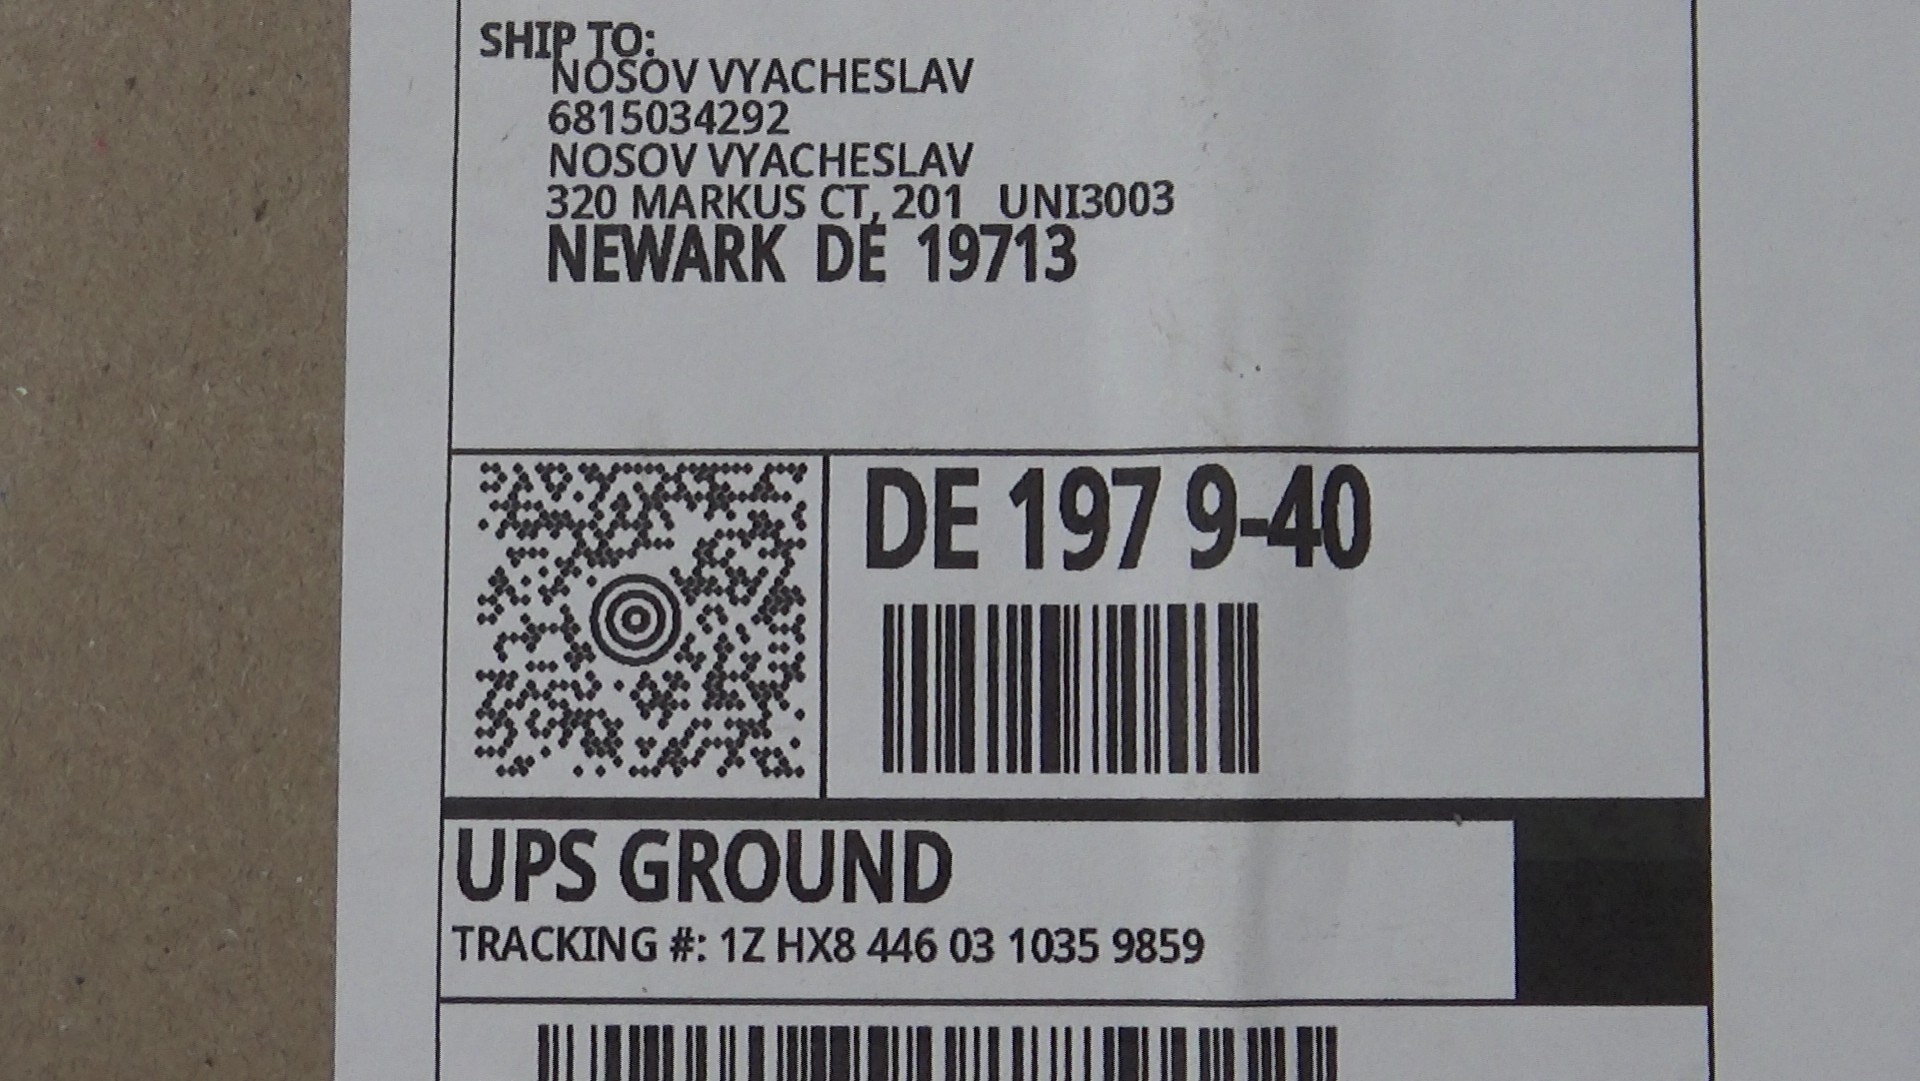 SHIP TO:
NOSOV VYACHESLAV
6815034292
NOSOV VYACHESLAV
320 MARKUS CT, 201 UNI3003
NEWARK DE 19713
DE 197 9-40
UPS GROUND
TRACKING #: 1Z HX8 446 03 1035 9859